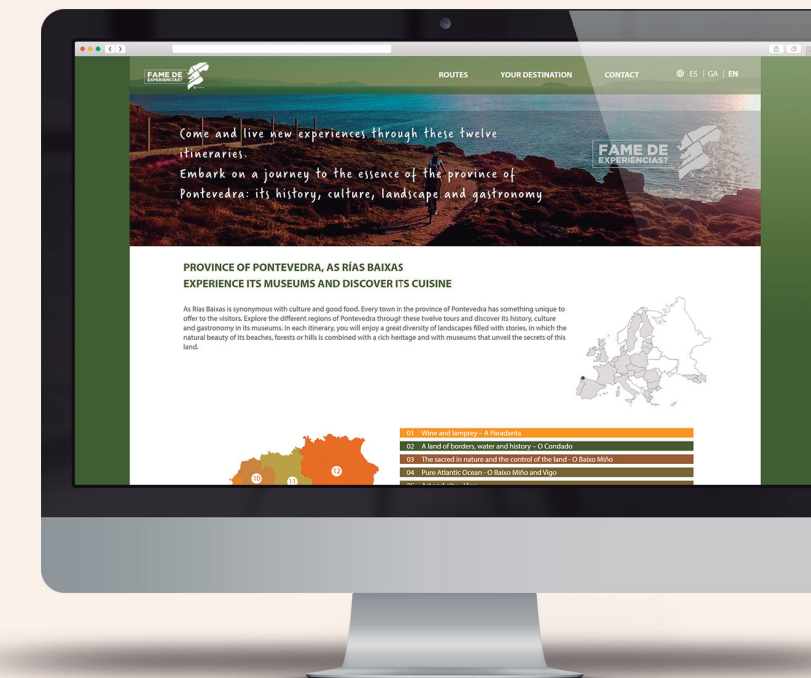 FAME DE
EXPERIENCIAS?
ROUTES
YOUR DESTINATION
CONTACT
ES | GA | EN
Come and live new experiences through these twelve
itineraries.
Embark on a journey to the essence of the province of
Pontevedra: its history, culture, landscape and gastronomy
FAME DE
EXPERIENCIAS?
PROVINCE OF PONTEVEDRA, AS RÍAS BAIXAS
EXPERIENCE ITS MUSEUMS AND DISCOVER ITS CUISINE
As Rías Baixas is synonymous with culture and good food. Every town in the province of Pontevedra has something unique to
offer to the visitors. Explore the different regions of Pontevedra through these twelve tours and discover its history, culture
and gastronomy in its museums. In each itinerary, you will enjoy a great diversity of landscapes filled with stories, in which the
natural beauty of its beaches, forests or hills is combined with a rich heritage and with museums that unveil the secrets of this
land.
01 Wine and lamprey – A Paradanta
02 A land of borders, water and history – O Condado
03 The sacred in nature and the control of the land - O Baixo Miño
04 Pure Atlantic Ocean - O Baixo Miño and Vigo
10
11
12